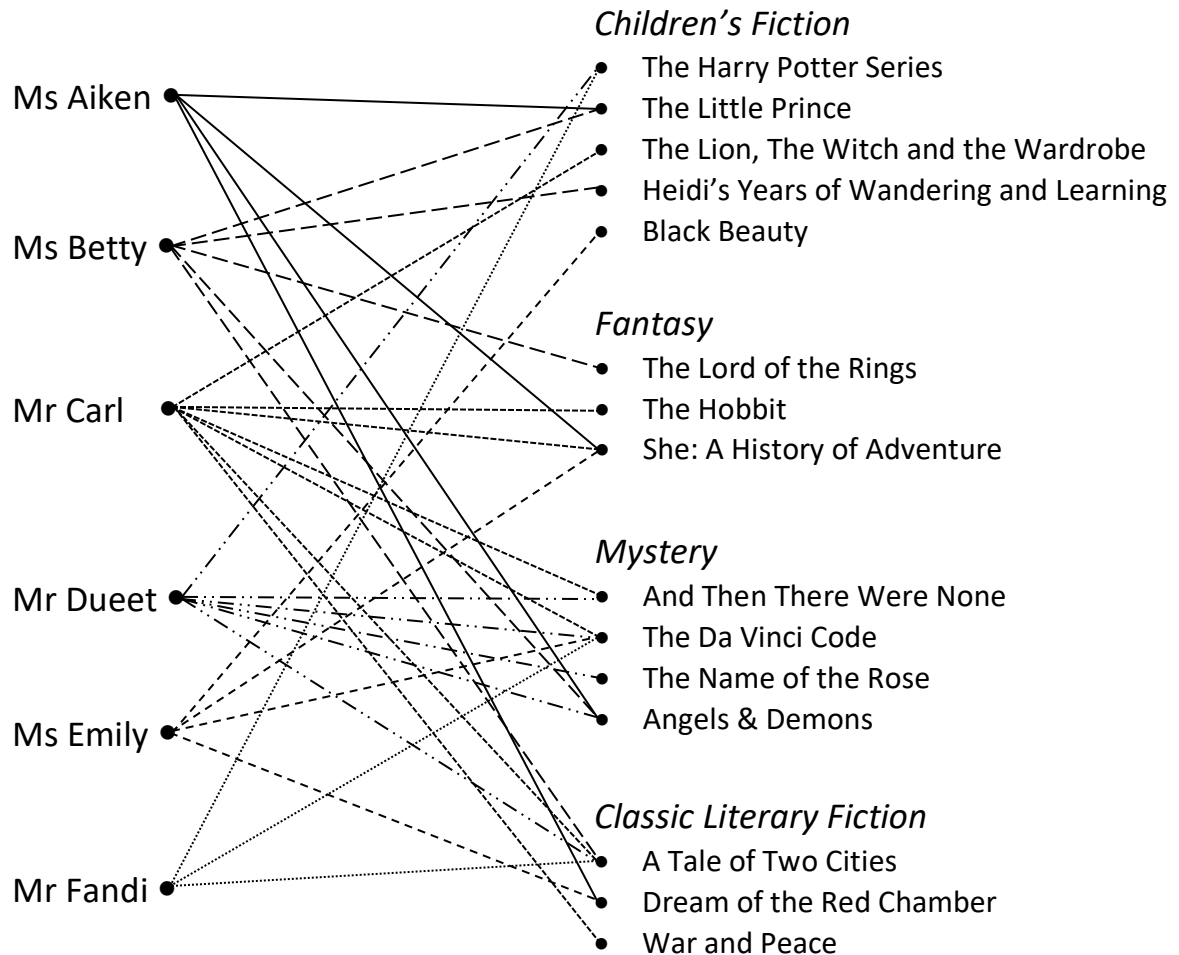 Children’s Fiction
The Harry Potter Series
Ms Aiken
The Little Prince
The Lion, The Witch and the Wardrobe
Heidi’s Years of Wandering and Learning
Ms Betty
Black Beauty
Fantasy
The Lord of the Rings
Mr Carl
The Hobbit
She: A History of Adventure
Mystery
Mr Dueet
And Then There Were None
The Da Vinci Code
The Name of the Rose
Angels & Demons
Ms Emily
Classic Literary Fiction
A Tale of Two Cities
Mr Fandi
Dream of the Red Chamber
War and Peace